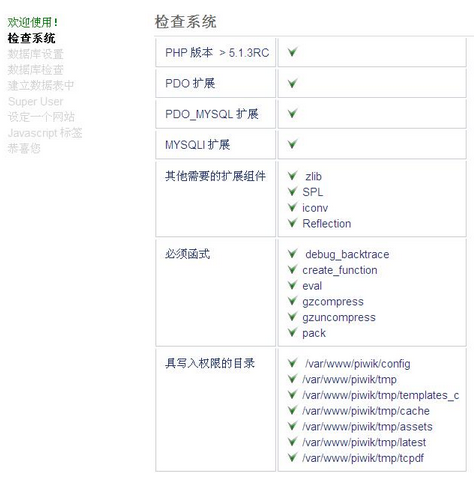 欢迎使用!
检查系统
数据库设置
数据库检查
建立数据表中
Super User
设定一个网站
Javascript 标签
恭喜您
检查系统
PHP 版本 > 5.1.3RC
PDO 扩展
PDO_MYSQL 扩展
MYSQLI 扩展
其他需要的扩展组件
zlib
SPL
iconv
Reflection
必须函式
debug_backtrace
create_function
eval
gzcompress
gzuncompress
pack
具写入权限的目录
/var/www/piwik/config
/var/www/piwik/tmp
/var/www/piwik/tmp/templates_c
/var/www/piwik/tmp/cache
/var/www/piwik/tmp/assets
/var/www/piwik/tmp/latest
/var/www/piwik/tmp/tcpdf